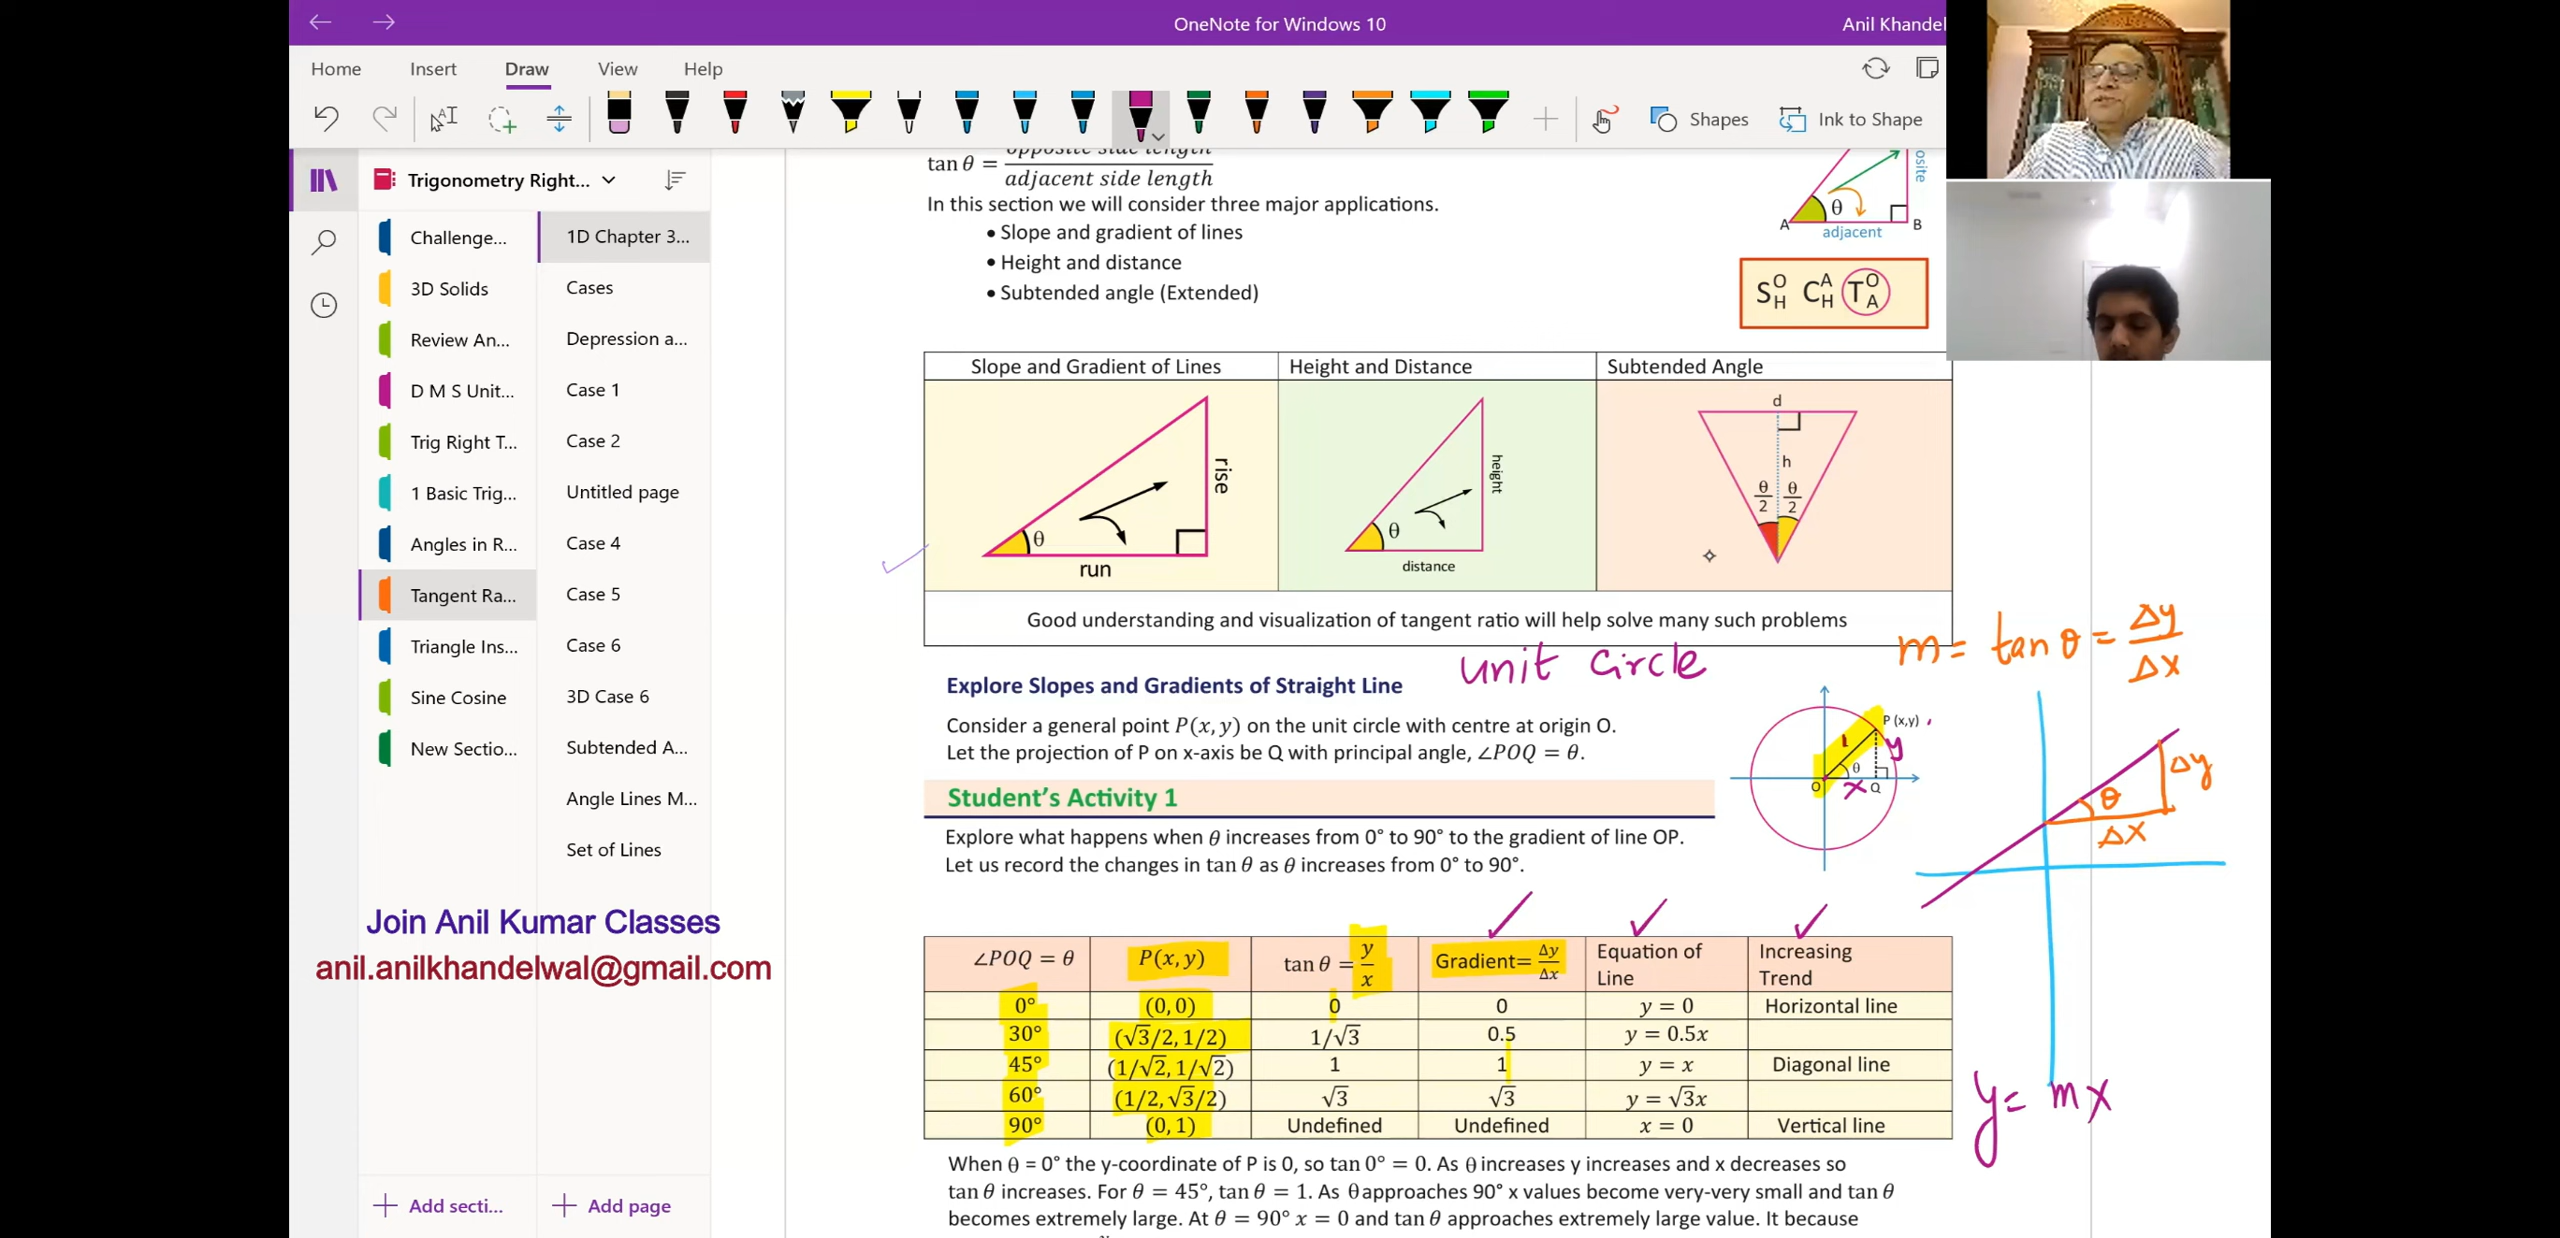 OneNote for Windows 10
Anil Khandel
Home
Insert
Draw
View
Help
Shapes
Ink to Shape
Trigonometry Right...
Challenge...
3D Solids
Review An...
D M S Unit...
Trig Right T...
1 Basic Trig...
Angles in R...
Tangent Ra...
Triangle Ins...
Sine Cosine
New Sectio...
Add secti...
1D Chapter 3...
Cases
Depression a...
Case 1
Case 2
Untitled page
Case 4
Case 5
Case 6
3D Case 6
Subtended A...
Angle Lines M...
Set of Lines
Add page
Join Anil Kumar Classes
anil.anilkhandelwal@gmail.com
tan θ = opposite side length / adjacent side length
In this section we will consider three major applications.
• Slope and gradient of lines
• Height and distance
• Subtended angle (Extended)
osite
θ
A
B
adjacent
S O H C A H T O A
Slope and Gradient of Lines
Height and Distance
Subtended Angle
θ
rise
run
θ
height
distance
d
h
θ/2 θ/2
Good understanding and visualization of tangent ratio will help solve many such problems
unit circle
m = tan θ = Δy/Δx
Explore Slopes and Gradients of Straight Line
Consider a general point P(x, y) on the unit circle with centre at origin O.
Let the projection of P on x-axis be Q with principal angle, ∠POQ = θ.
P (x,y)
1
y
θ
O
x
Q
Δy
θ
Δx
Student's Activity 1
Explore what happens when θ increases from 0° to 90° to the gradient of line OP.
Let us record the changes in tan θ as θ increases from 0° to 90°.
∠POQ = θ P(x, y) tan θ = y/x Gradient= Δy/Δx Equation of Line Increasing Trend
0° (0, 0) 0 0 y = 0 Horizontal line
30° (√3/2, 1/2) 1/√3 0.5 y = 0.5x
45° (1/√2, 1/√2) 1 1 y = x Diagonal line
60° (1/2, √3/2) √3 √3 y = √3x
90° (0, 1) Undefined Undefined x = 0 Vertical line
y = mx
When θ = 0° the y-coordinate of P is 0, so tan 0° = 0. As θ increases y increases and x decreases so
tan θ increases. For θ = 45°, tan θ = 1. As θ approaches 90° x values become very-very small and tan θ
becomes extremely large. At θ = 90° x = 0 and tan θ approaches extremely large value. It because